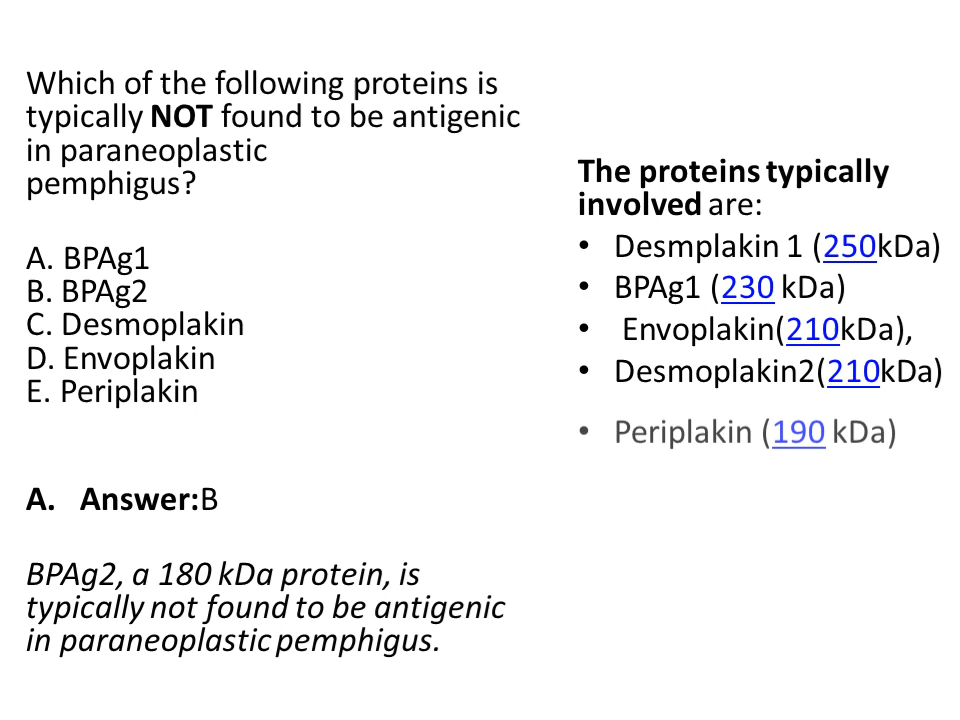 Which of the following proteins is
typically NOT found to be antigenic
in paraneoplastic
pemphigus?
A. BPAg1
B. BPAg2
C. Desmoplakin
D. Envoplakin
E. Periplakin
A. Answer:B
BPAg2, a 180 kDa protein, is
typically not found to be antigenic
in paraneoplastic pemphigus.
The proteins typically
involved are:
• Desmplakin 1 (250kDa)
• BPAg1 (230 kDa)
• Envoplakin(210kDa),
• Desmoplakin2(210kDa)
• Periplakin (190 kDa)